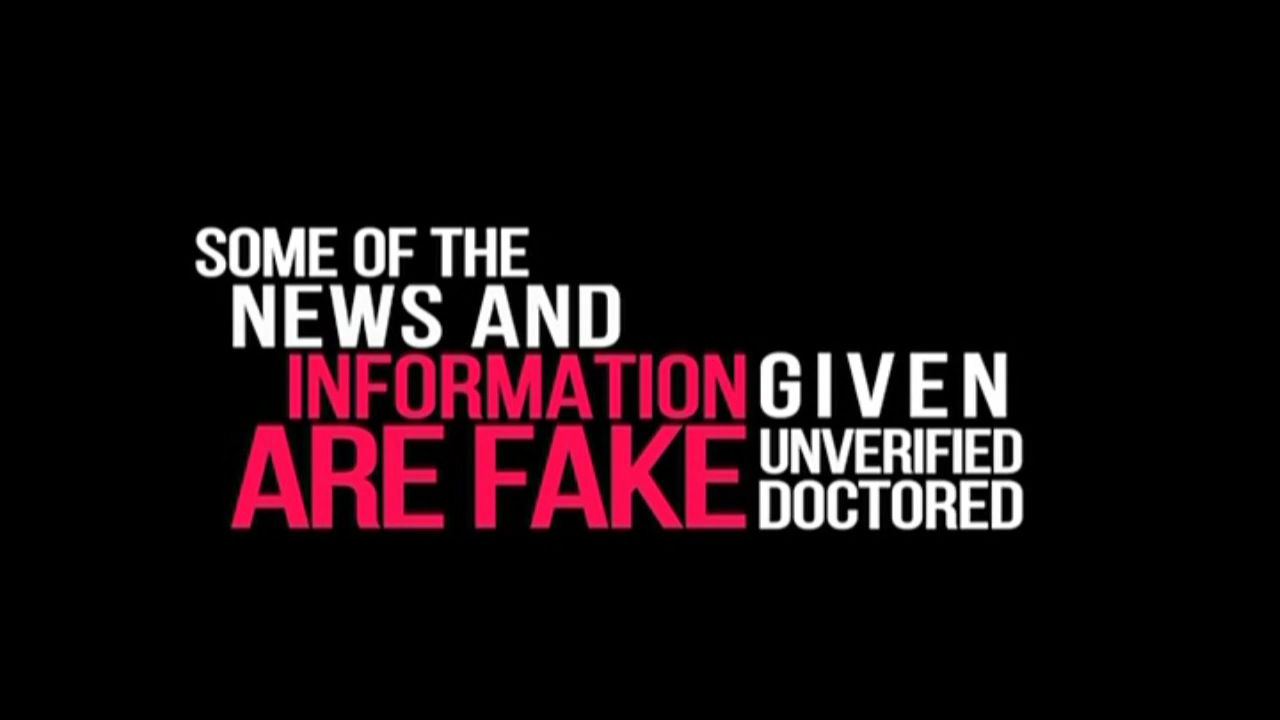 SOME OF THE
NEWS AND
INFORMATION GIVEN
ARE FAKE UNVERIFIED
DOCTORED